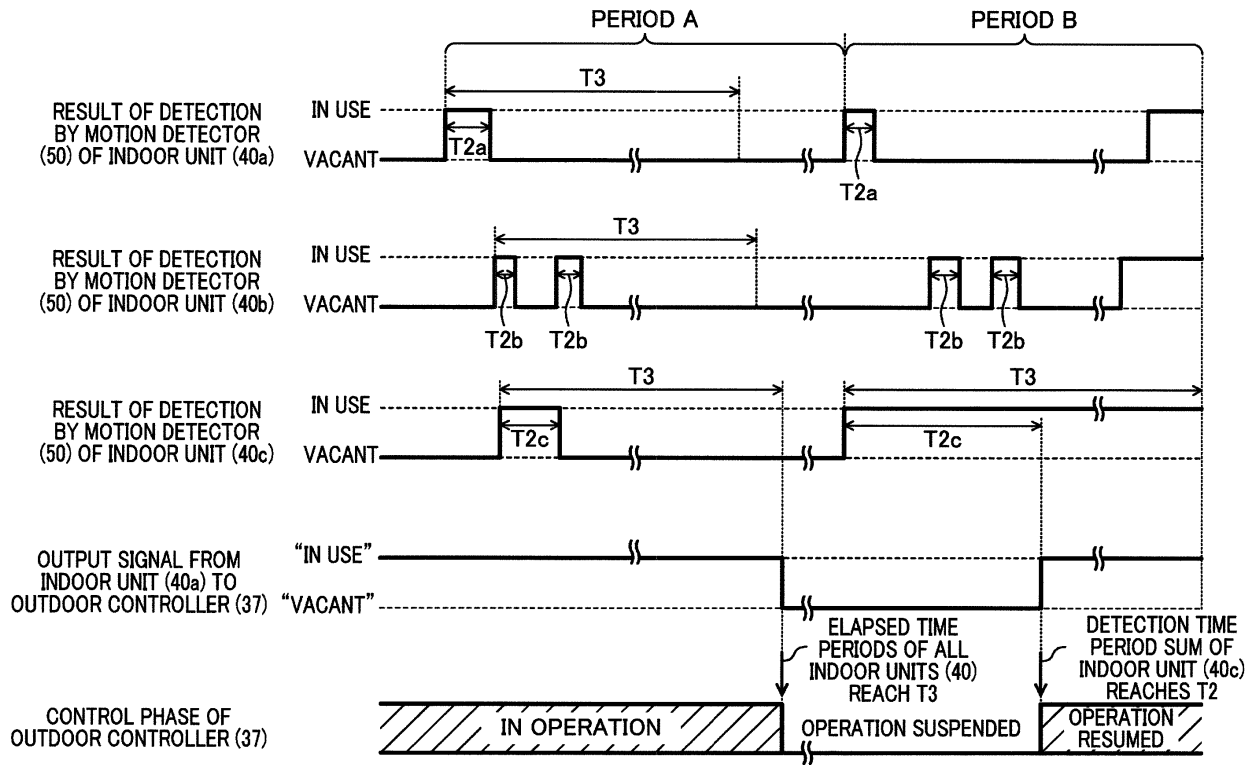 PERIOD A
PERIOD B
T3
RESULT OF DETECTION
BY MOTION DETECTOR
(50) OF INDOOR UNIT (40a)
IN USE
VACANT
T2a
T2a
T3
RESULT OF DETECTION
BY MOTION DETECTOR
(50) OF INDOOR UNIT (40b)
IN USE
VACANT
T2b
T2b
T2b
T2b
T3
T3
RESULT OF DETECTION
BY MOTION DETECTOR
(50) OF INDOOR UNIT (40c)
IN USE
VACANT
T2c
T2c
OUTPUT SIGNAL FROM
INDOOR UNIT (40a) TO
OUTDOOR CONTROLLER (37)
“IN USE”
“VACANT”
ELAPSED TIME
PERIODS OF ALL
INDOOR UNITS (40)
REACH T3
DETECTION TIME
PERIOD SUM OF
INDOOR UNIT (40c)
REACHES T2
CONTROL PHASE OF
OUTDOOR CONTROLLER (37)
IN OPERATION
OPERATION SUSPENDED
OPERATION
RESUMED